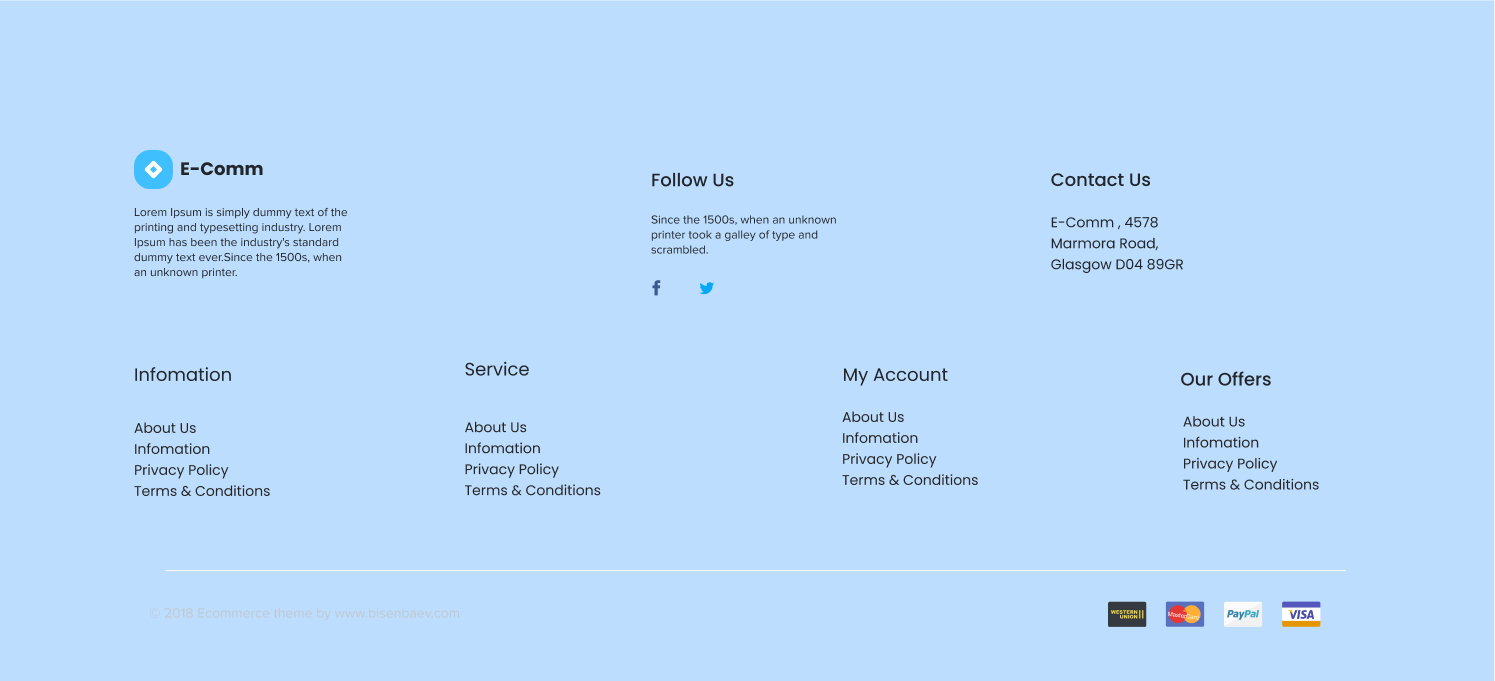 E-Comm
Lorem Ipsum is simply dummy text of the
printing and typesetting industry. Lorem
Ipsum has been the industry's standard
dummy text ever.Since the 1500s, when
an unknown printer.
Follow Us
Since the 1500s, when an unknown
printer took a galley of type and
scrambled.
Contact Us
E-Comm , 4578
Marmora Road,
Glasgow D04 89GR
Infomation
About Us
Infomation
Privacy Policy
Terms & Conditions
Service
About Us
Infomation
Privacy Policy
Terms & Conditions
My Account
About Us
Infomation
Privacy Policy
Terms & Conditions
Our Offers
About Us
Infomation
Privacy Policy
Terms & Conditions
© 2018 Ecommerce theme by www.bisenbaev.com
WESTERN
UNION
MasterCard
PayPal
VISA